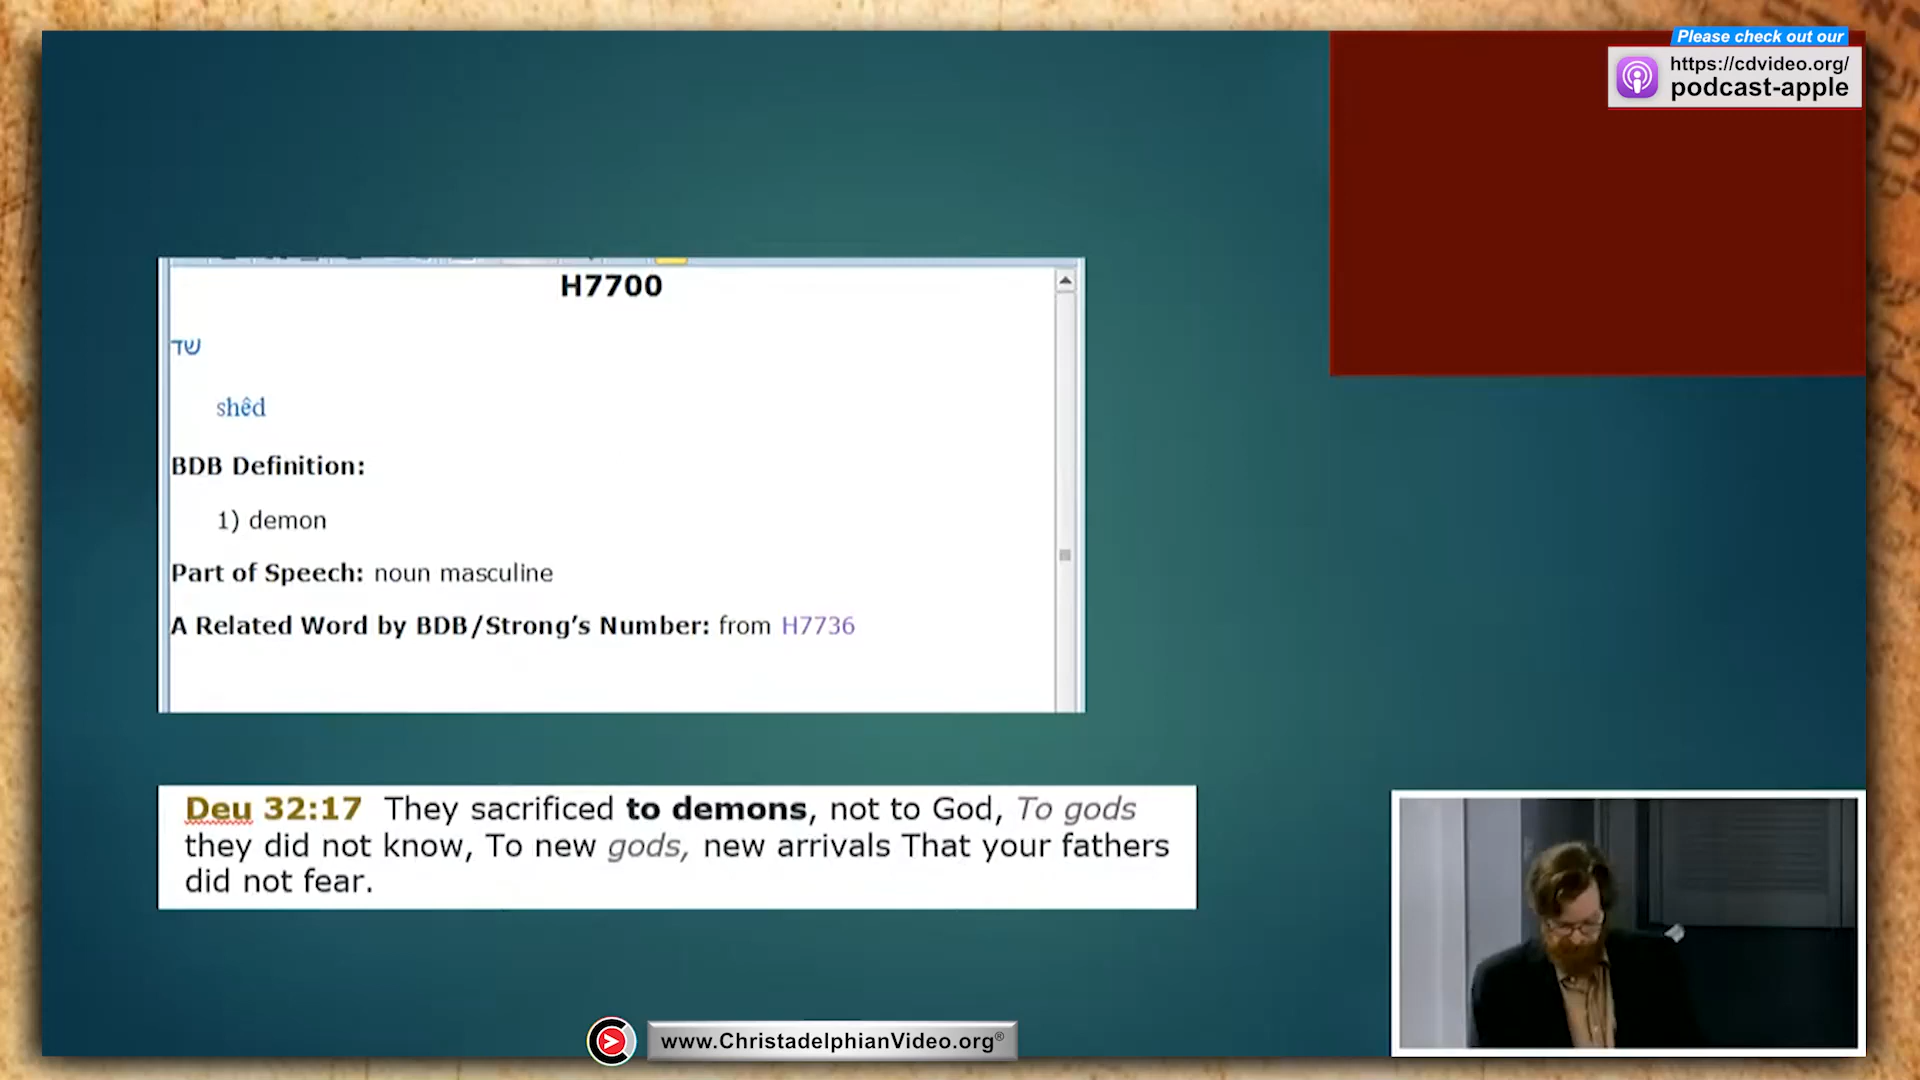 Please check out our
https://cdvideo.org/
podcast-apple
H7700
שד
shêd
BDB Definition:
1) demon
Part of Speech: noun masculine
A Related Word by BDB/Strong's Number: from H7736
Deu 32:17 They sacrificed to demons, not to God, To gods
they did not know, To new gods, new arrivals That your fathers
did not fear.
www.ChristadelphianVideo.org®